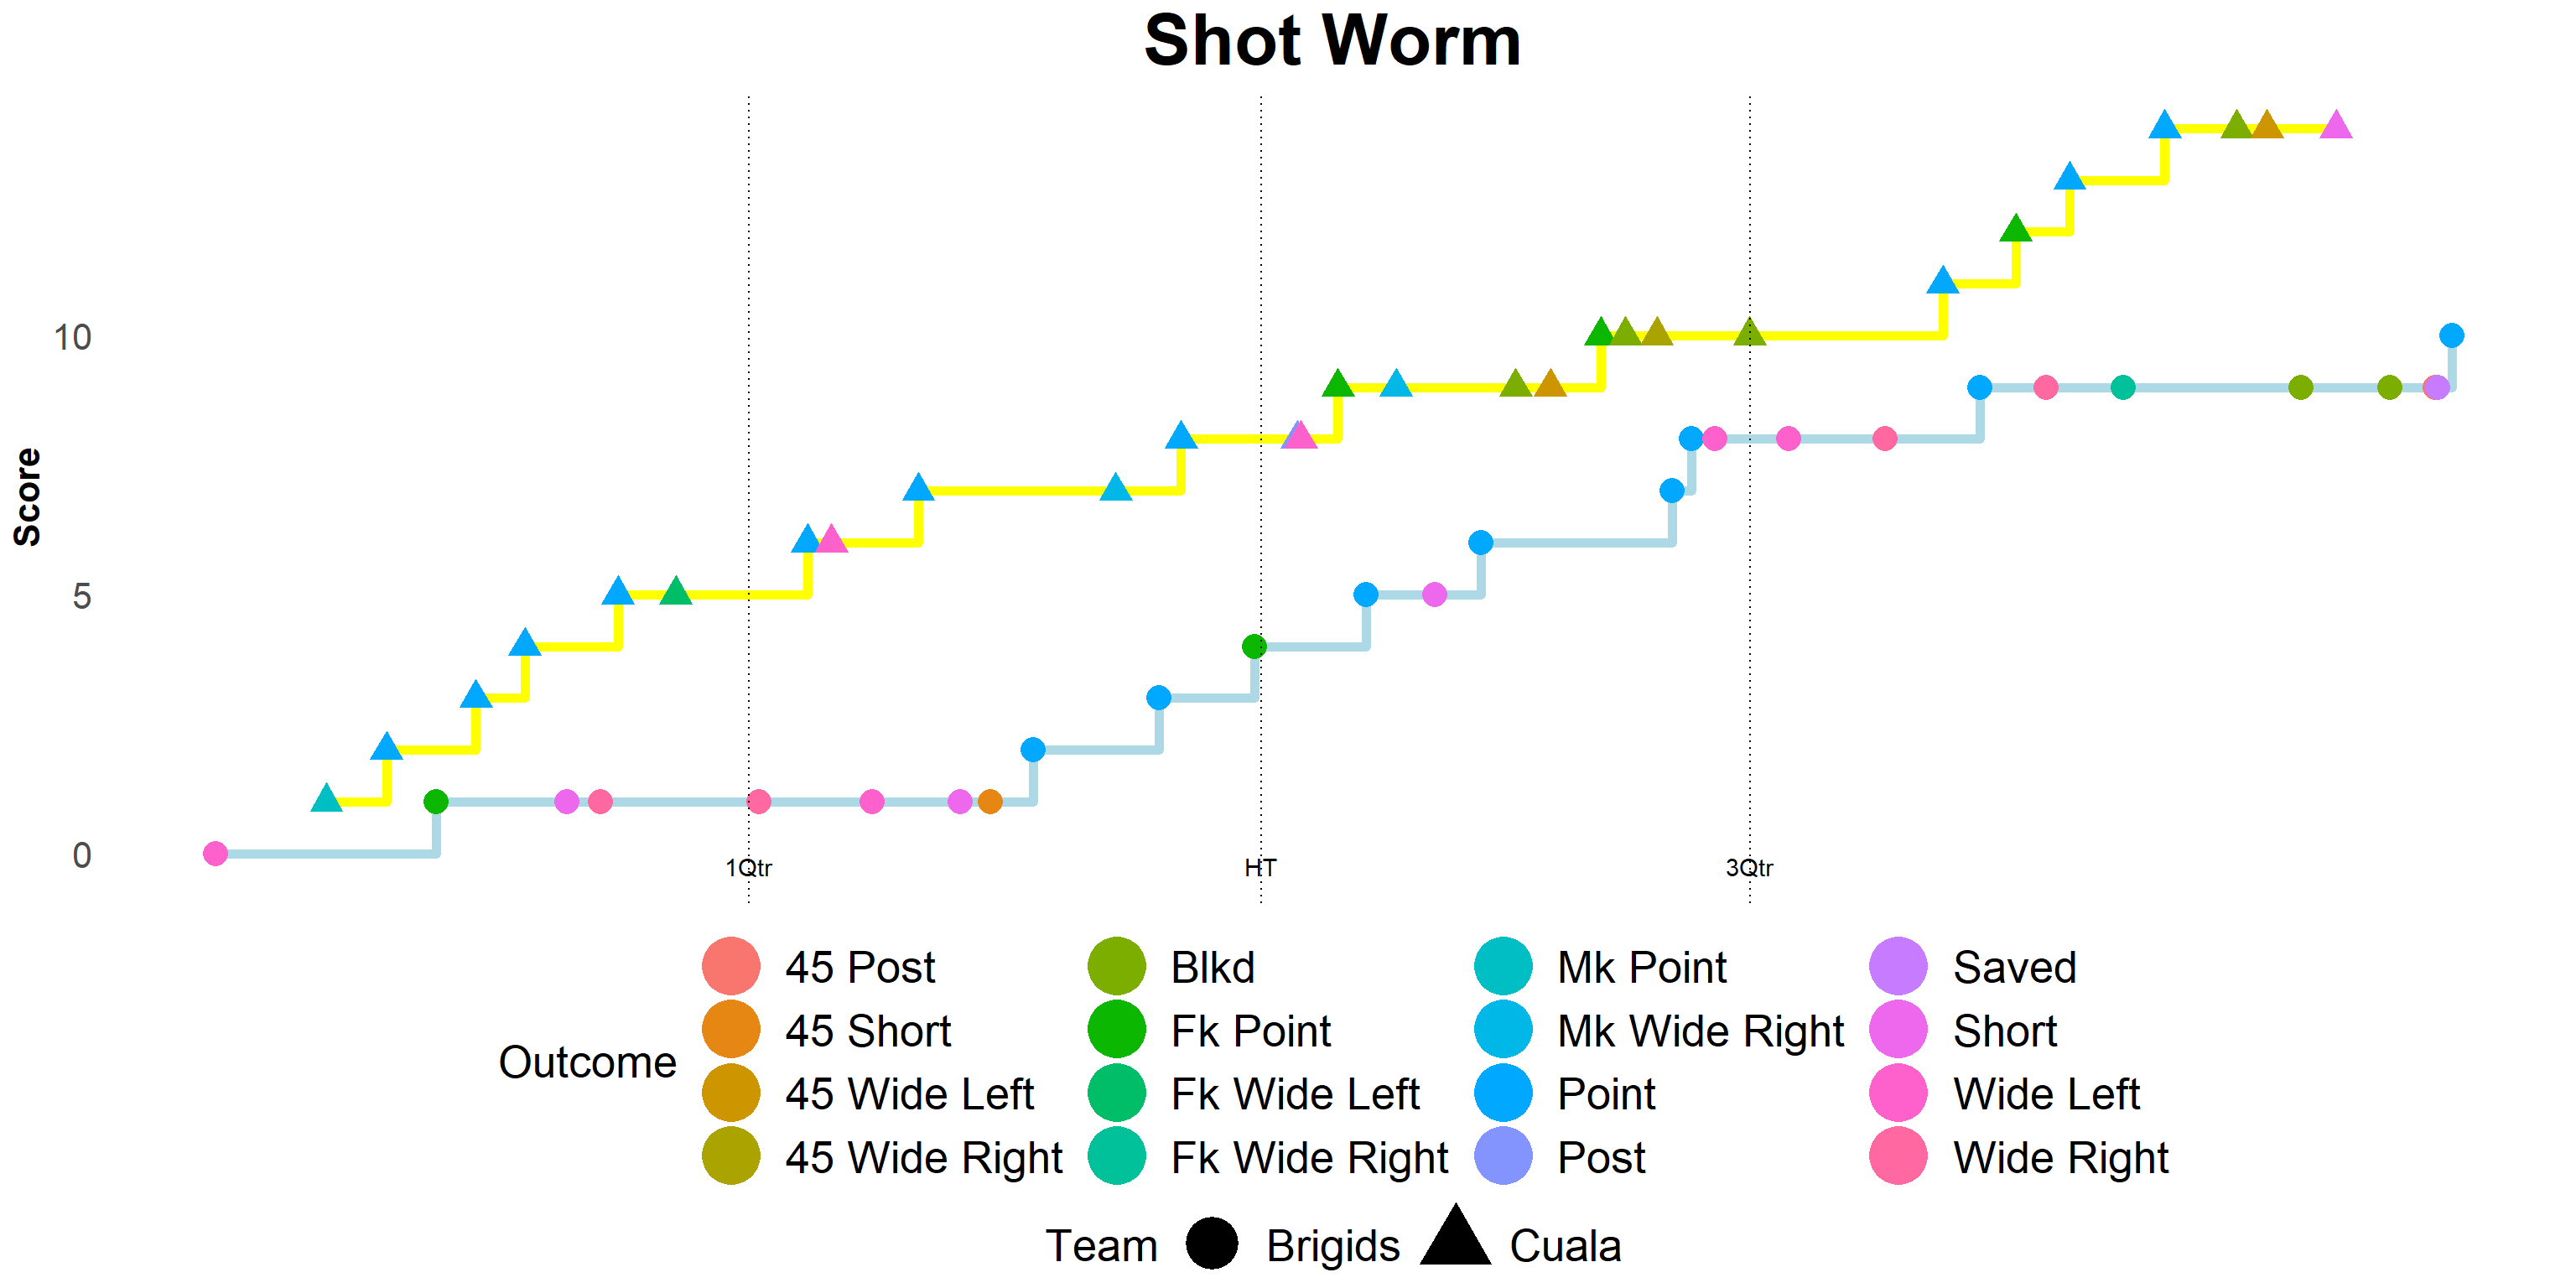 Shot Worm
10
5
0
Score
1Qtr
HT
3Qtr
Outcome
45 Post
45 Short
45 Wide Left
45 Wide Right
Blkd
Fk Point
Fk Wide Left
Fk Wide Right
Mk Point
Mk Wide Right
Point
Post
Saved
Short
Wide Left
Wide Right
Team
Brigids
Cuala